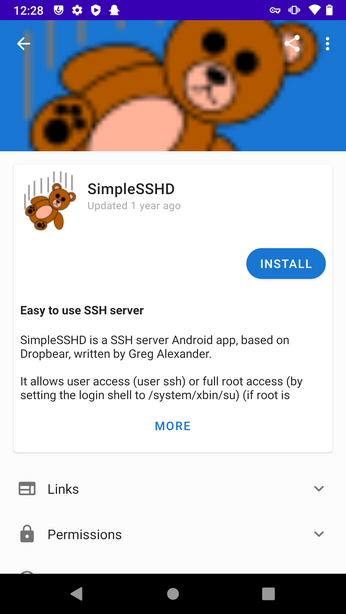 12:28
SimpleSSHD
Updated 1 year ago
INSTALL
Easy to use SSH server
SimpleSSHD is a SSH server Android app, based on
Dropbear, written by Greg Alexander.
It allows user access (user ssh) or full root access (by
setting the login shell to /system/xbin/su) (if root is
MORE
Links
Permissions